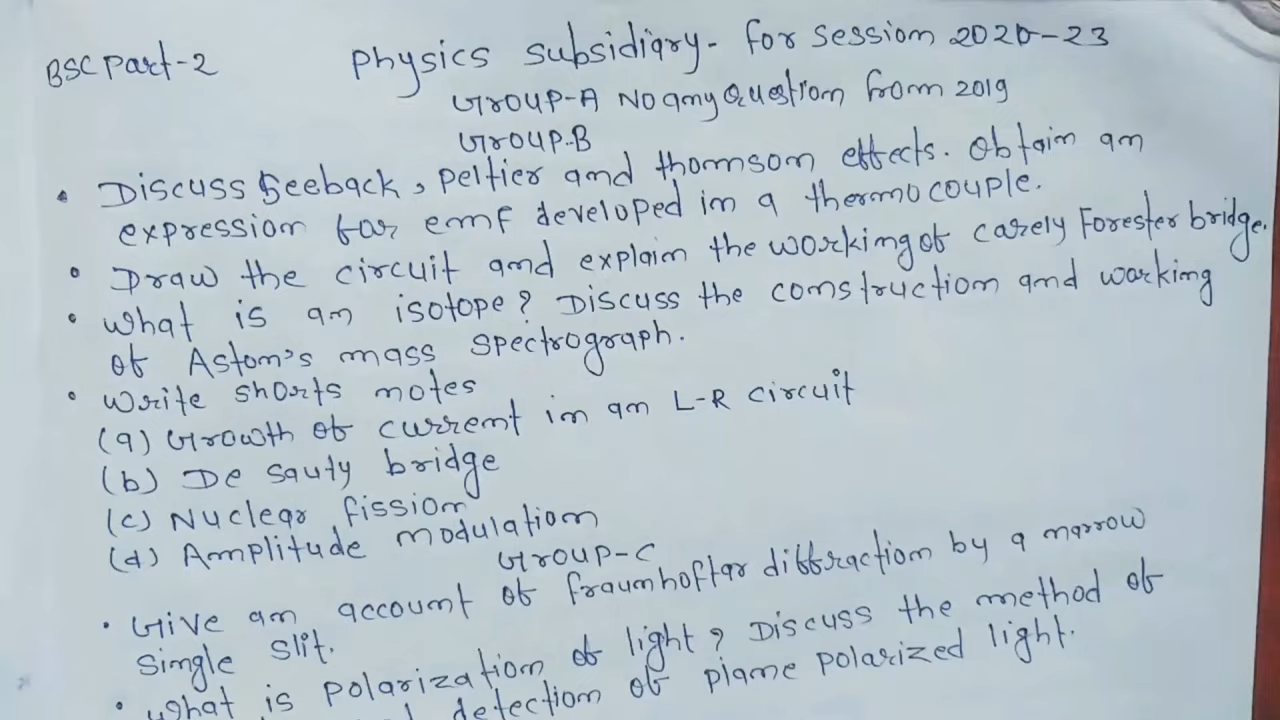 BSC Part-2
Physics subsidiary- for session 2020-23
Group-A No any Question from 2019
Group-B
• Discuss Seeback, peltier and thomson effects. Obtain an
expression for emf developed in a thermocouple.
• Draw the circuit and explain the working of carely Forester bridge.
• What is an isotope? Discuss the construction and working
of Aston's mass spectrograph.
• Write shorts notes
(a) Growth of current in an L-R circuit
(b) De sauty bridge
(c) Nuclear fission
(d) Amplitude modulation
Group-C
• Give an account of fraunhoftar diffraction by a narrow
single slit.
• What is polarization of light? Discuss the method of
detection of plane polarized light.